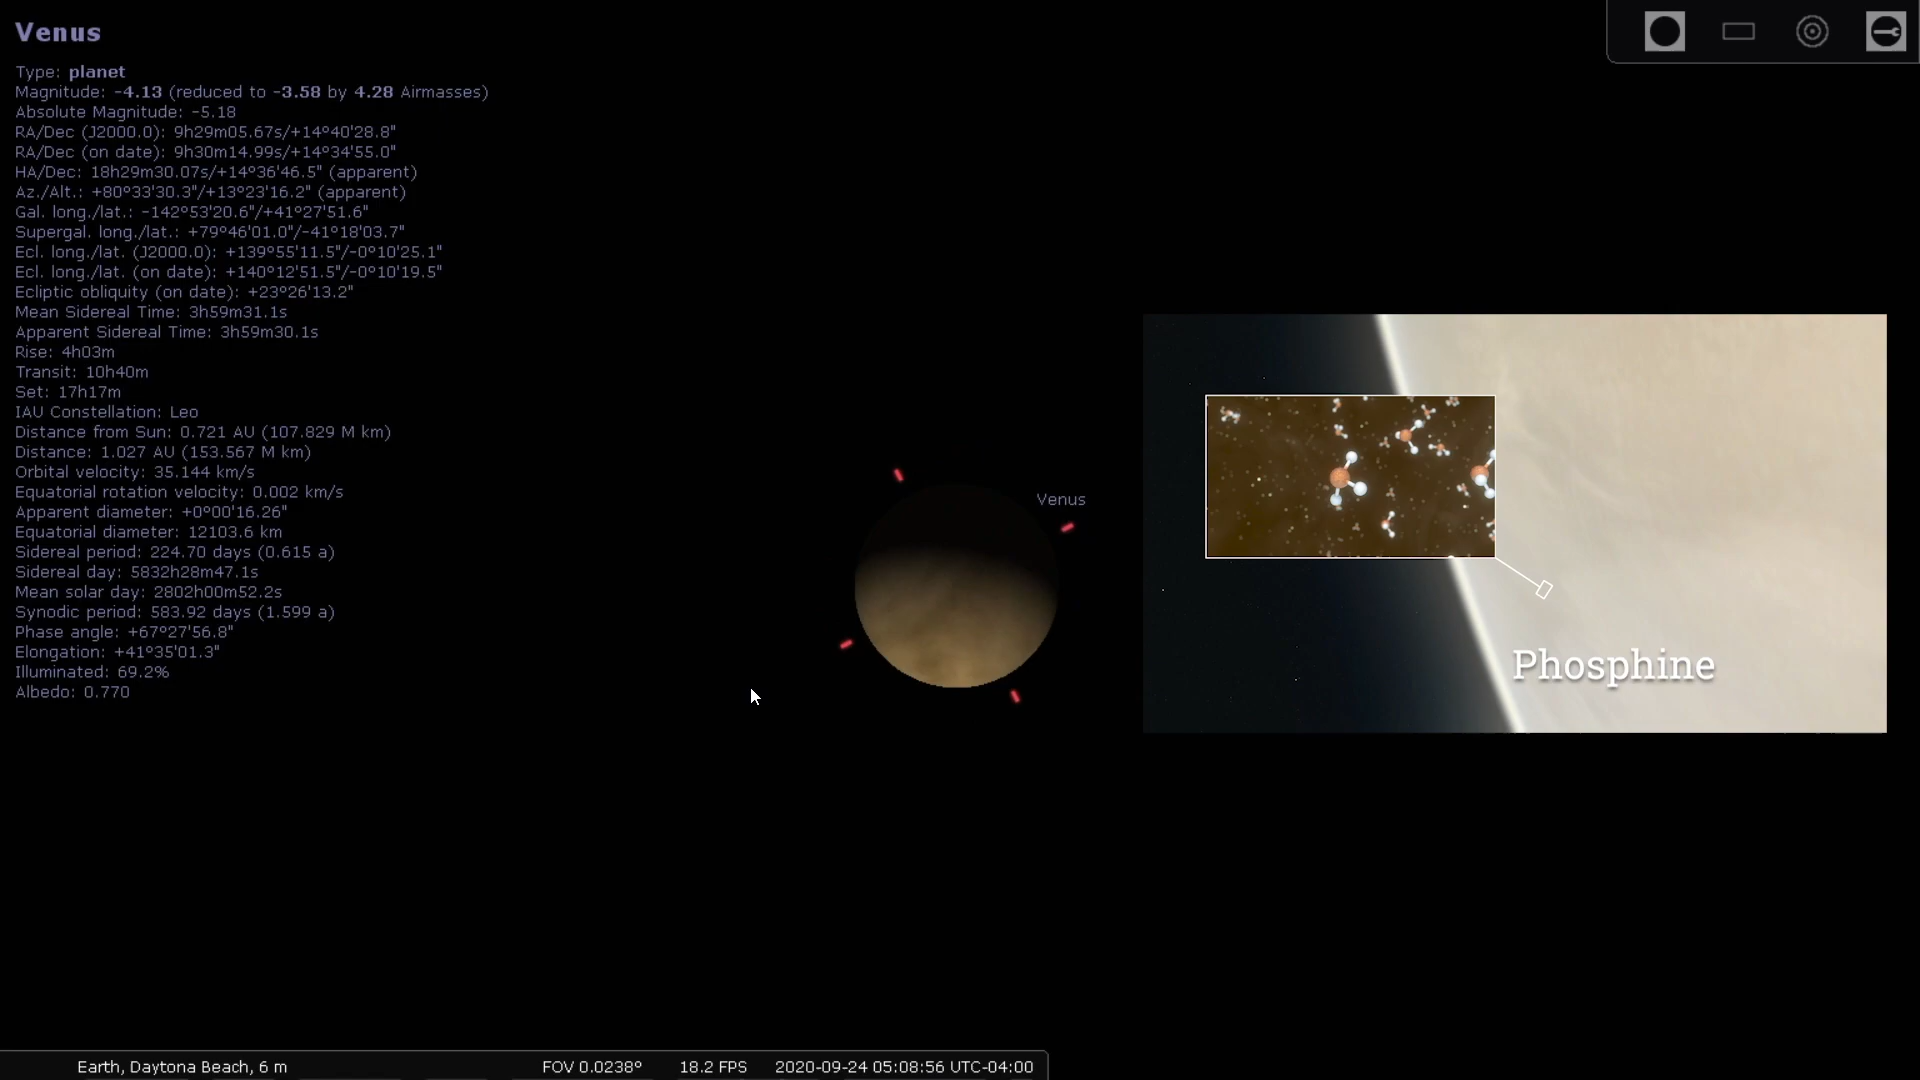 Venus
Type: planet
Magnitude: -4.13 (reduced to -3.58 by 4.28 Airmasses)
Absolute Magnitude: -5.18
RA/Dec (J2000.0): 9h29m05.67s/+14°40'28.8"
RA/Dec (on date): 9h30m14.99s/+14°34'55.0"
HA/Dec: 18h29m30.07s/+14°36'46.5" (apparent)
Az./Alt.: +80°33'30.3"/+13°23'16.2" (apparent)
Gal. long./lat.: -142°53'20.6"/+41°27'51.6"
Supergal. long./lat.: +79°46'01.0"/-41°18'03.7"
Ecl. long./lat. (J2000.0): +139°55'11.5"/-0°10'25.1"
Ecl. long./lat. (on date): +140°12'51.5"/-0°10'19.5"
Ecliptic obliquity (on date): +23°26'13.2"
Mean Sidereal Time: 3h59m31.1s
Apparent Sidereal Time: 3h59m30.1s
Rise: 4h03m
Transit: 10h40m
Set: 17h17m
IAU Constellation: Leo
Distance from Sun: 0.721 AU (107.829 M km)
Distance: 1.027 AU (153.567 M km)
Orbital velocity: 35.144 km/s
Equatorial rotation velocity: 0.002 km/s
Apparent diameter: +0°00'16.26"
Equatorial diameter: 12103.6 km
Sidereal period: 224.70 days (0.615 a)
Sidereal day: 5832h28m47.1s
Mean solar day: 2802h00m52.2s
Synodic period: 583.92 days (1.599 a)
Phase angle: +67°27'56.8"
Elongation: +41°35'01.3"
Illuminated: 69.2%
Albedo: 0.770
Venus
Phosphine
Earth, Daytona Beach, 6 m FOV 0.0238° 18.2 FPS 2020-09-24 05:08:56 UTC-04:00